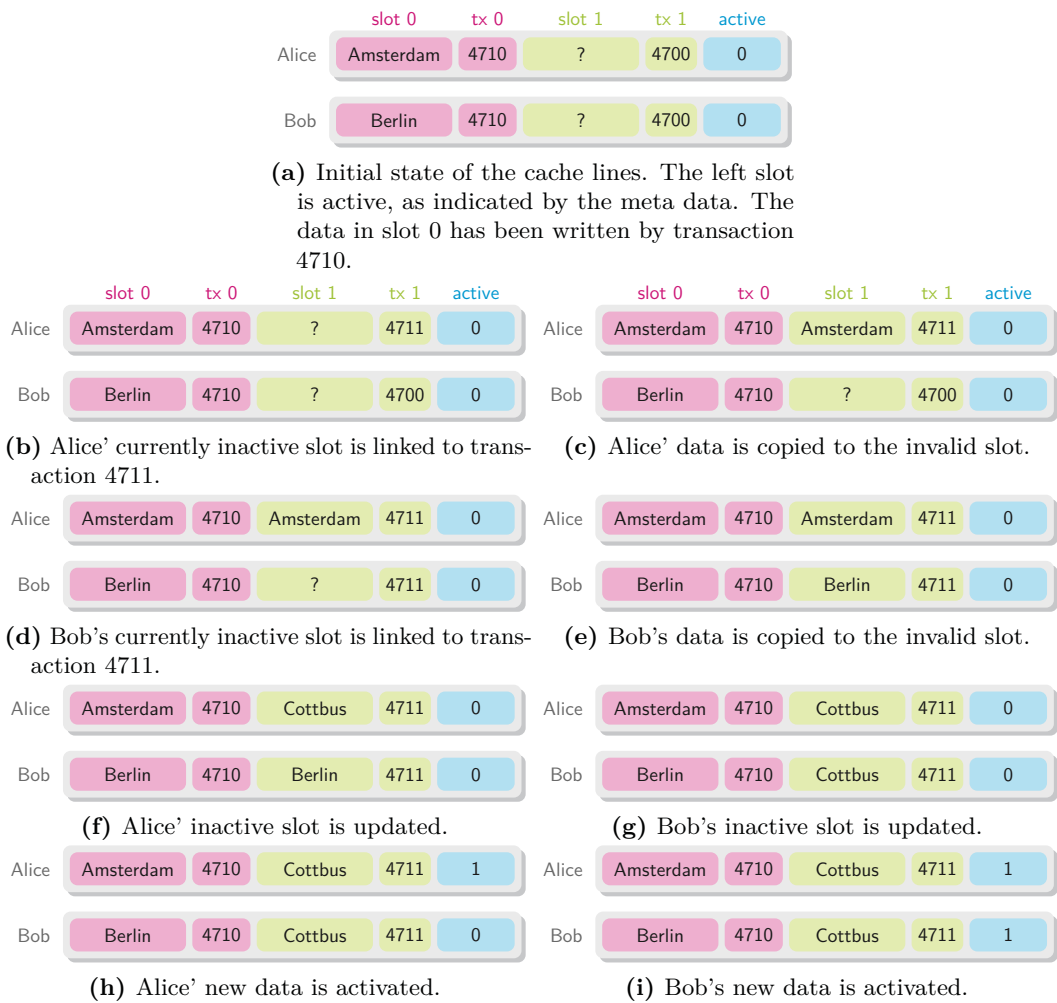 slot 0 tx 0 slot 1 tx 1 active
Alice Amsterdam 4710 ? 4700 0
Bob Berlin 4710 ? 4700 0
(a) Initial state of the cache lines. The left slot
is active, as indicated by the meta data. The
data in slot 0 has been written by transaction
4710.
slot 0 tx 0 slot 1 tx 1 active
Alice Amsterdam 4710 ? 4711 0
Bob Berlin 4710 ? 4700 0
(b) Alice' currently inactive slot is linked to trans-
action 4711.
slot 0 tx 0 slot 1 tx 1 active
Alice Amsterdam 4710 Amsterdam 4711 0
Bob Berlin 4710 ? 4700 0
(c) Alice' data is copied to the invalid slot.
Alice Amsterdam 4710 Amsterdam 4711 0
Bob Berlin 4710 ? 4711 0
(d) Bob's currently inactive slot is linked to trans-
action 4711.
Alice Amsterdam 4710 Amsterdam 4711 0
Bob Berlin 4710 Berlin 4711 0
(e) Bob's data is copied to the invalid slot.
Alice Amsterdam 4710 Cottbus 4711 0
Bob Berlin 4710 Berlin 4711 0
(f) Alice' inactive slot is updated.
Alice Amsterdam 4710 Cottbus 4711 0
Bob Berlin 4710 Cottbus 4711 0
(g) Bob's inactive slot is updated.
Alice Amsterdam 4710 Cottbus 4711 1
Bob Berlin 4710 Cottbus 4711 0
(h) Alice' new data is activated.
Alice Amsterdam 4710 Cottbus 4711 1
Bob Berlin 4710 Cottbus 4711 1
(i) Bob's new data is activated.